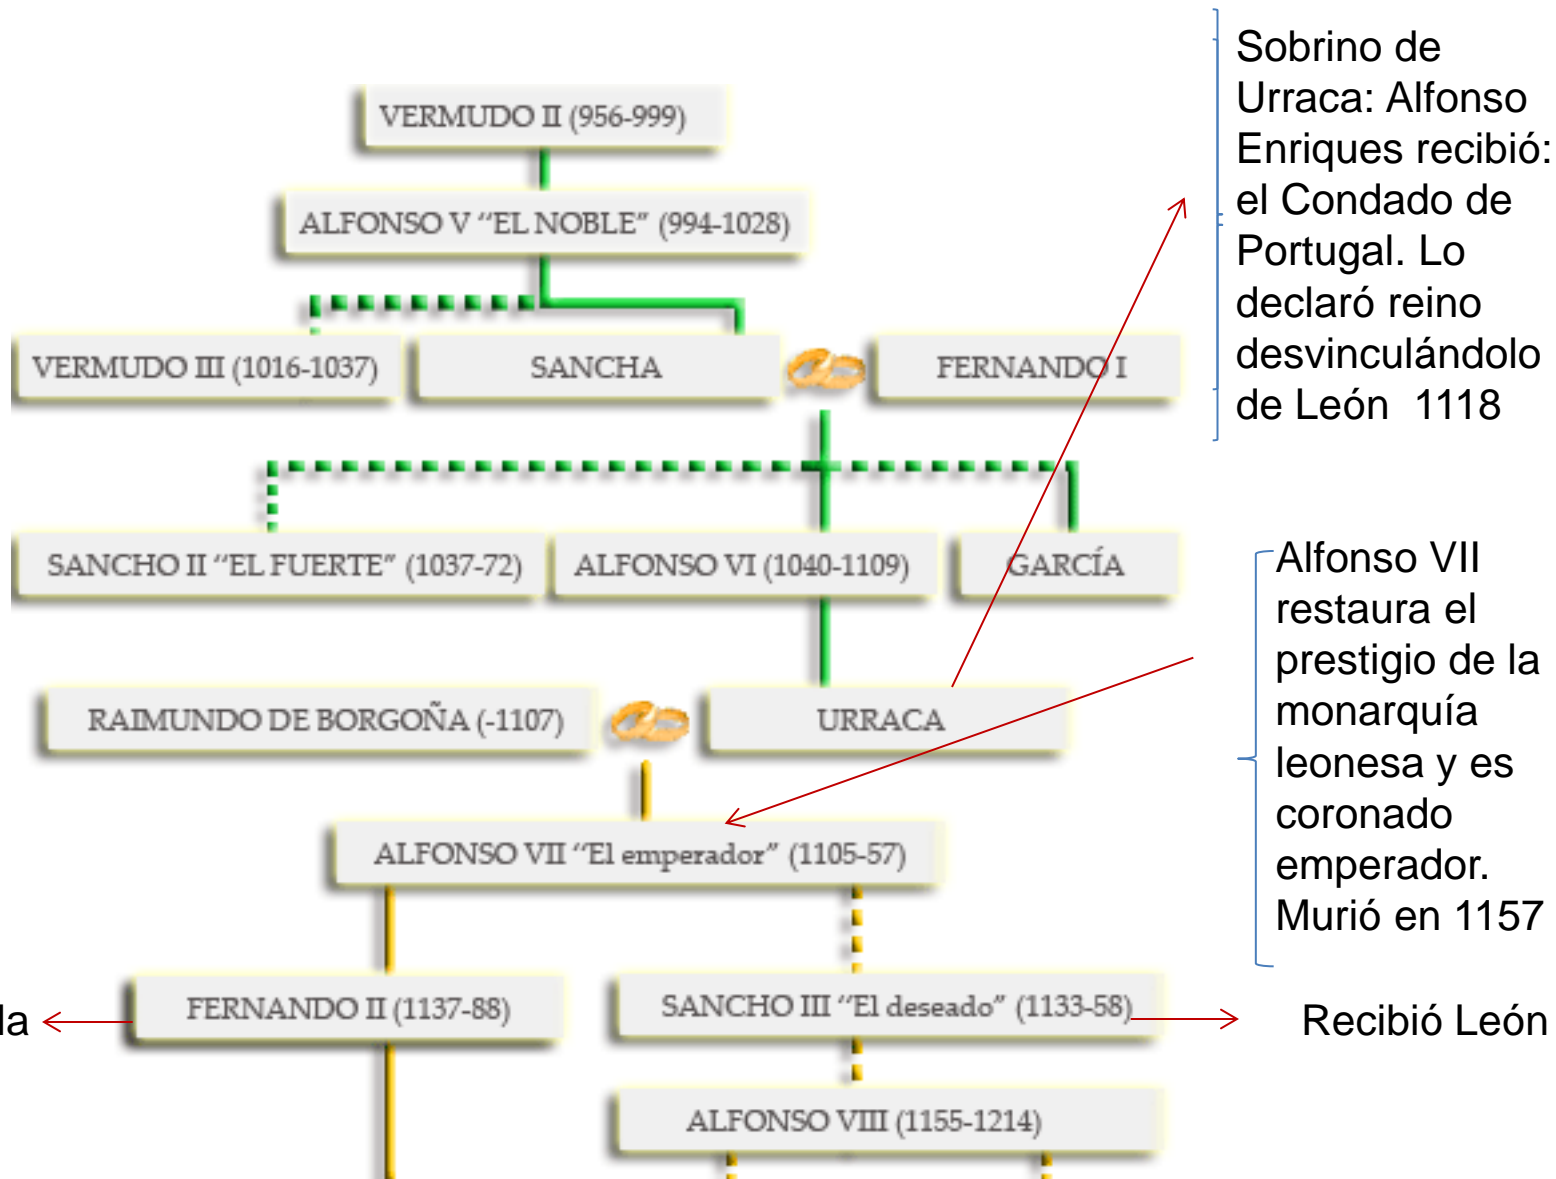 Sobrino de
Urraca: Alfonso
Enriques recibió:
el Condado de
Portugal. Lo
declaró reino
desvinculándolo
de León 1118
VERMUDO II (956-999)
ALFONSO V “EL NOBLE” (994-1028)
VERMUDO III (1016-1037)
SANCHA
FERNANDO I
SANCHO II “EL FUERTE” (1037-72)
ALFONSO VI (1040-1109)
GARCÍA
Alfonso VII
restaura el
prestigio de la
monarquía
leonesa y es
coronado
emperador.
Murió en 1157
RAIMUNDO DE BORGOÑA (-1107)
URRACA
ALFONSO VII “El emperador” (1105-57)
la
FERNANDO II (1137-88)
SANCHO III “El deseado” (1133-58)
Recibió León
ALFONSO VIII (1155-1214)